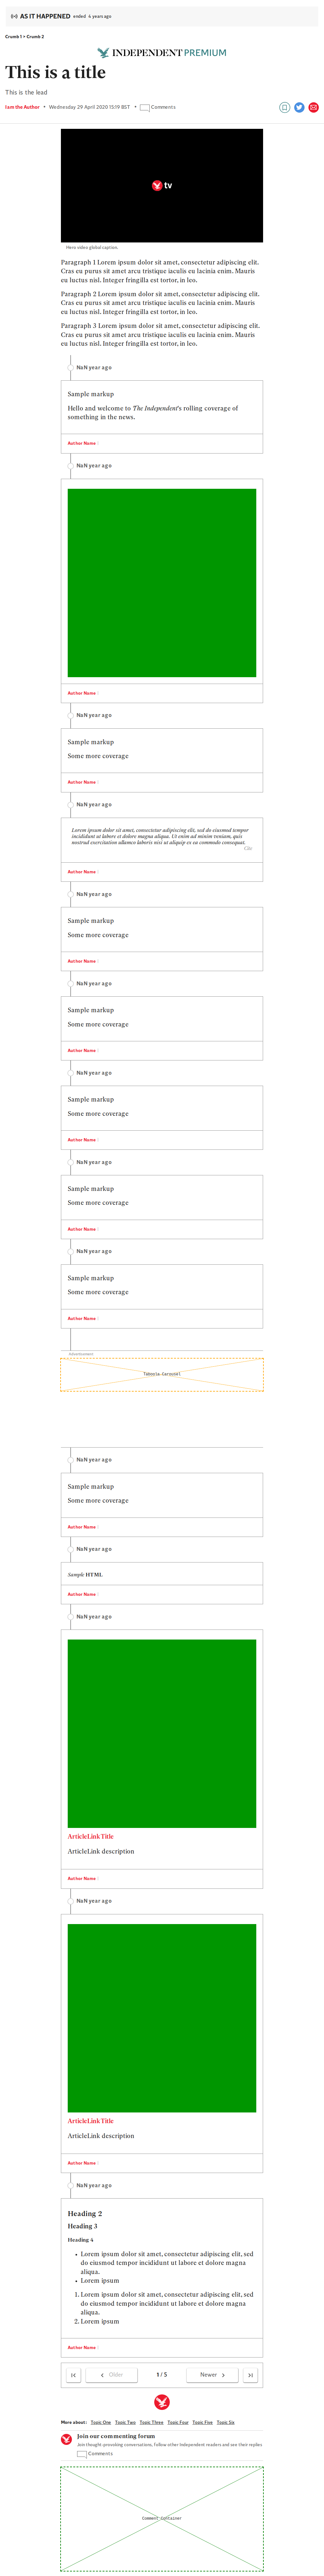 AS IT HAPPENED ended 4 years ago
Crumb 1 > Crumb 2
INDEPENDENT PREMIUM
This is a title
This is the lead
I am the Author • Wednesday 29 April 2020 15:19 BST • Comments
tv
Hero video global caption.
Paragraph 1 Lorem ipsum dolor sit amet, consectetur adipiscing elit.
Cras eu purus sit amet arcu tristique iaculis eu lacinia enim. Mauris
eu luctus nisl. Integer fringilla est tortor, in leo.
Paragraph 2 Lorem ipsum dolor sit amet, consectetur adipiscing elit.
Cras eu purus sit amet arcu tristique iaculis eu lacinia enim. Mauris
eu luctus nisl. Integer fringilla est tortor, in leo.
Paragraph 3 Lorem ipsum dolor sit amet, consectetur adipiscing elit.
Cras eu purus sit amet arcu tristique iaculis eu lacinia enim. Mauris
eu luctus nisl. Integer fringilla est tortor, in leo.
NaN year ago
Sample markup
Hello and welcome to The Independent's rolling coverage of
something in the news.
Author Name
NaN year ago
Author Name
NaN year ago
Sample markup
Some more coverage
Author Name
NaN year ago
Lorem ipsum dolor sit amet, consectetur adipiscing elit, sed do eiusmod tempor
incididunt ut labore et dolore magna aliqua. Ut enim ad minim veniam, quis
nostrud exercitation ullamco laboris nisi ut aliquip ex ea commodo consequat.
Cite
Author Name
NaN year ago
Sample markup
Some more coverage
Author Name
NaN year ago
Sample markup
Some more coverage
Author Name
NaN year ago
Sample markup
Some more coverage
Author Name
NaN year ago
Sample markup
Some more coverage
Author Name
NaN year ago
Sample markup
Some more coverage
Author Name
Advertisement
Taboola Carousel
NaN year ago
Sample markup
Some more coverage
Author Name
NaN year ago
Sample HTML
Author Name
NaN year ago
ArticleLink Title
ArticleLink description
Author Name
NaN year ago
ArticleLink Title
ArticleLink description
Author Name
NaN year ago
Heading 2
Heading 3
Heading 4
• Lorem ipsum dolor sit amet, consectetur adipiscing elit, sed
do eiusmod tempor incididunt ut labore et dolore magna
aliqua.
• Lorem ipsum
1. Lorem ipsum dolor sit amet, consectetur adipiscing elit, sed
do eiusmod tempor incididunt ut labore et dolore magna
aliqua.
2. Lorem ipsum
Author Name
Older 1 / 5 Newer
More about: Topic One Topic Two Topic Three Topic Four Topic Five Topic Six
Join our commenting forum
Join thought-provoking conversations, follow other Independent readers and see their replies
Comments
Comment Container